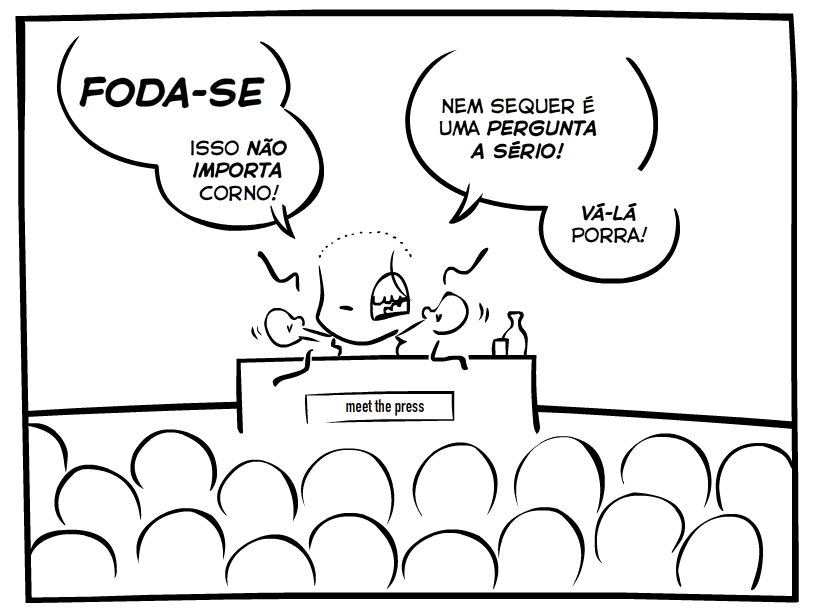 FODA-SE
ISSO NÃO
IMPORTA
CORNO!
NEM SEQUER É
UMA PERGUNTA
A SÉRIO!
VÁ-LÁ
PORRA!
meet the press